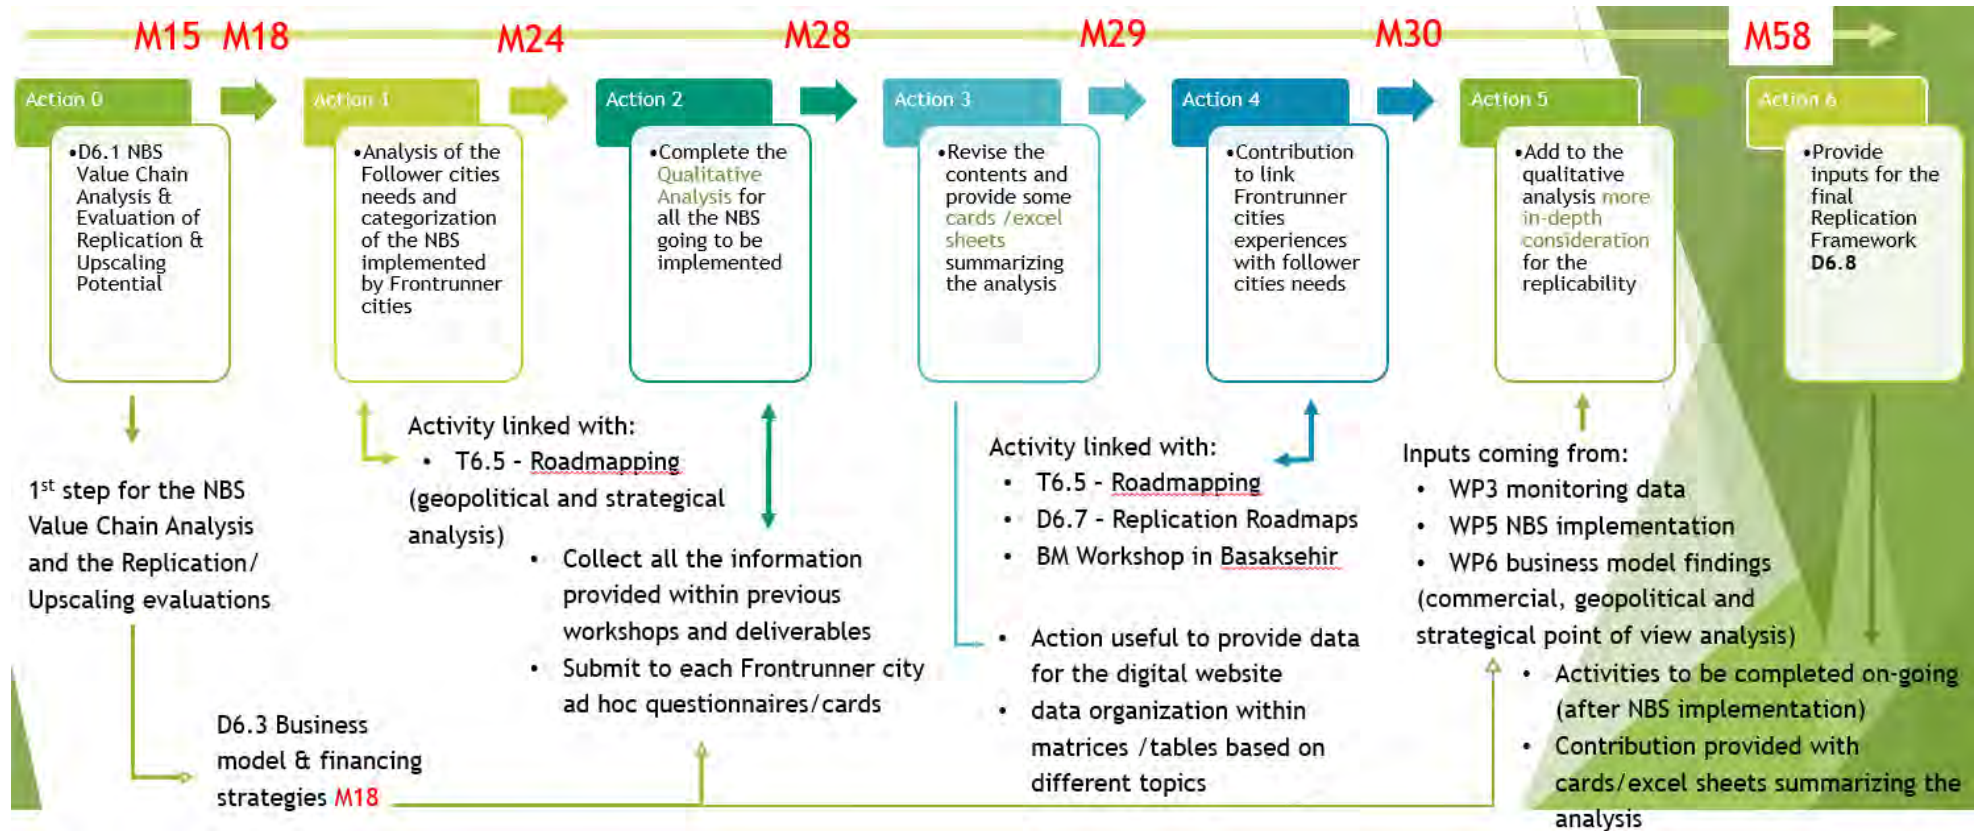 M15 M18 M24 M28 M29 M30 M58
Action 0
•D6.1 NBS
Value Chain
Analysis &
Evaluation of
Replication &
Upscaling
Potential
Action 1
•Analysis of the
Follower cities
needs and
categorization
of the NBS
implemented
by Frontrunner
cities
Action 2
•Complete the
Qualitative
Analysis for
all the NBS
going to be
implemented
Action 3
•Revise the
contents and
provide some
cards /excel
sheets
summarizing
the analysis
Action 4
•Contribution
to link
Frontrunner
cities
experiences
with follower
cities needs
Action 5
•Add to the
qualitative
analysis more
in-depth
consideration
for the
replicability
Action 6
•Provide
inputs for the
final
Replication
Framework
D6.8
1st step for the NBS
Value Chain Analysis
and the Replication/
Upscaling evaluations
D6.3 Business
model & financing
strategies M18
Activity linked with:
• T6.5 - Roadmapping
(geopolitical and strategical
analysis)
• Collect all the information
provided within previous
workshops and deliverables
• Submit to each Frontrunner city
ad hoc questionnaires/cards
Activity linked with:
• T6.5 - Roadmapping
• D6.7 - Replication Roadmaps
• BM Workshop in Basaksehir
• Action useful to provide data
for the digital website
• data organization within
matrices /tables based on
different topics
Inputs coming from:
• WP3 monitoring data
• WP5 NBS implementation
• WP6 business model findings
(commercial, geopolitical and
strategical point of view analysis)
• Activities to be completed on-going
(after NBS implementation)
• Contribution provided with
cards/excel sheets summarizing the
analysis